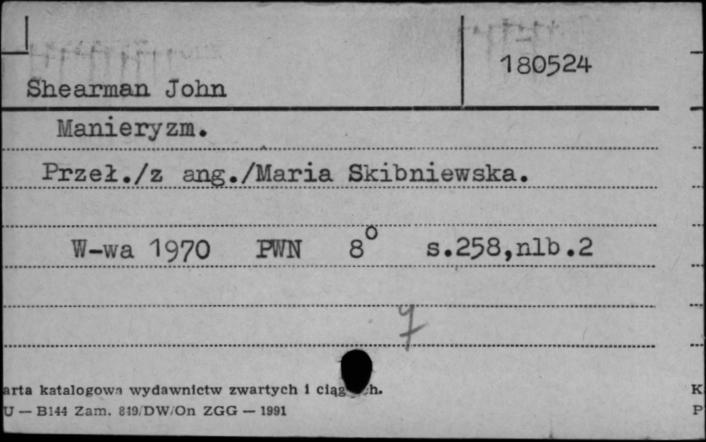 180524
Shearman John
Manieryzm.
Przeł./z ang./Maria Skibniewska.
W-wa 1970 PWN 8° s.258,nlb.2
7
arta katalogowa wydawnictw zwartych i
U — B144 Zam. 819/DW/On ZGG — 1991
K
P